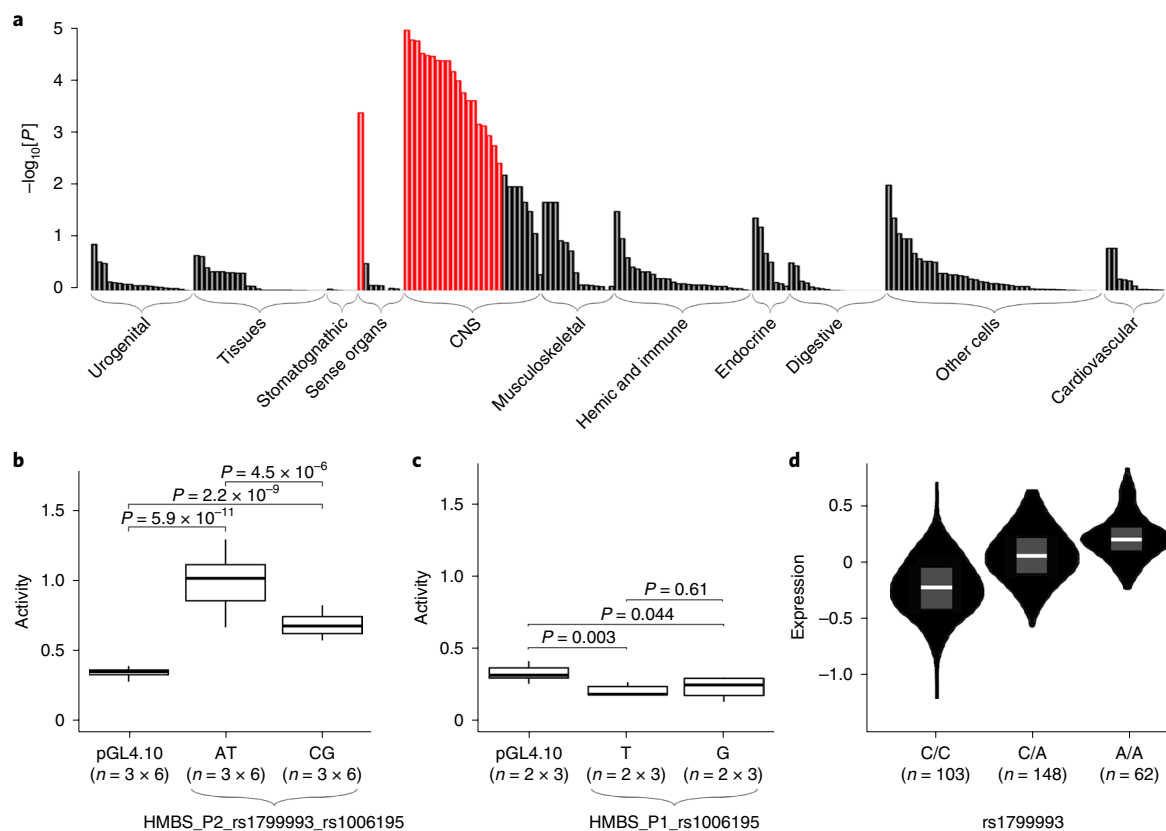 a
5
4
3
2
1
0
–log10[P]
Urogenital
Tissues
Stomatognathic
Sense organs
CNS
Musculoskeletal
Hemic and immune
Endocrine
Digestive
Other cells
Cardiovascular
b
1.5
1.0
0.5
0
Activity
P = 4.5 × 10–6
P = 2.2 × 10–9
P = 5.9 × 10–11
pGL4.10 AT CG
(n = 3 × 6) (n = 3 × 6) (n = 3 × 6)
HMBS_P2_rs1799993_rs1006195
c
1.5
1.0
0.5
0
Activity
P = 0.61
P = 0.044
P = 0.003
pGL4.10 T G
(n = 2 × 3) (n = 2 × 3) (n = 2 × 3)
HMBS_P1_rs1006195
d
0.5
0
–0.5
–1.0
Expression
C/C C/A A/A
(n = 103) (n = 148) (n = 62)
rs1799993